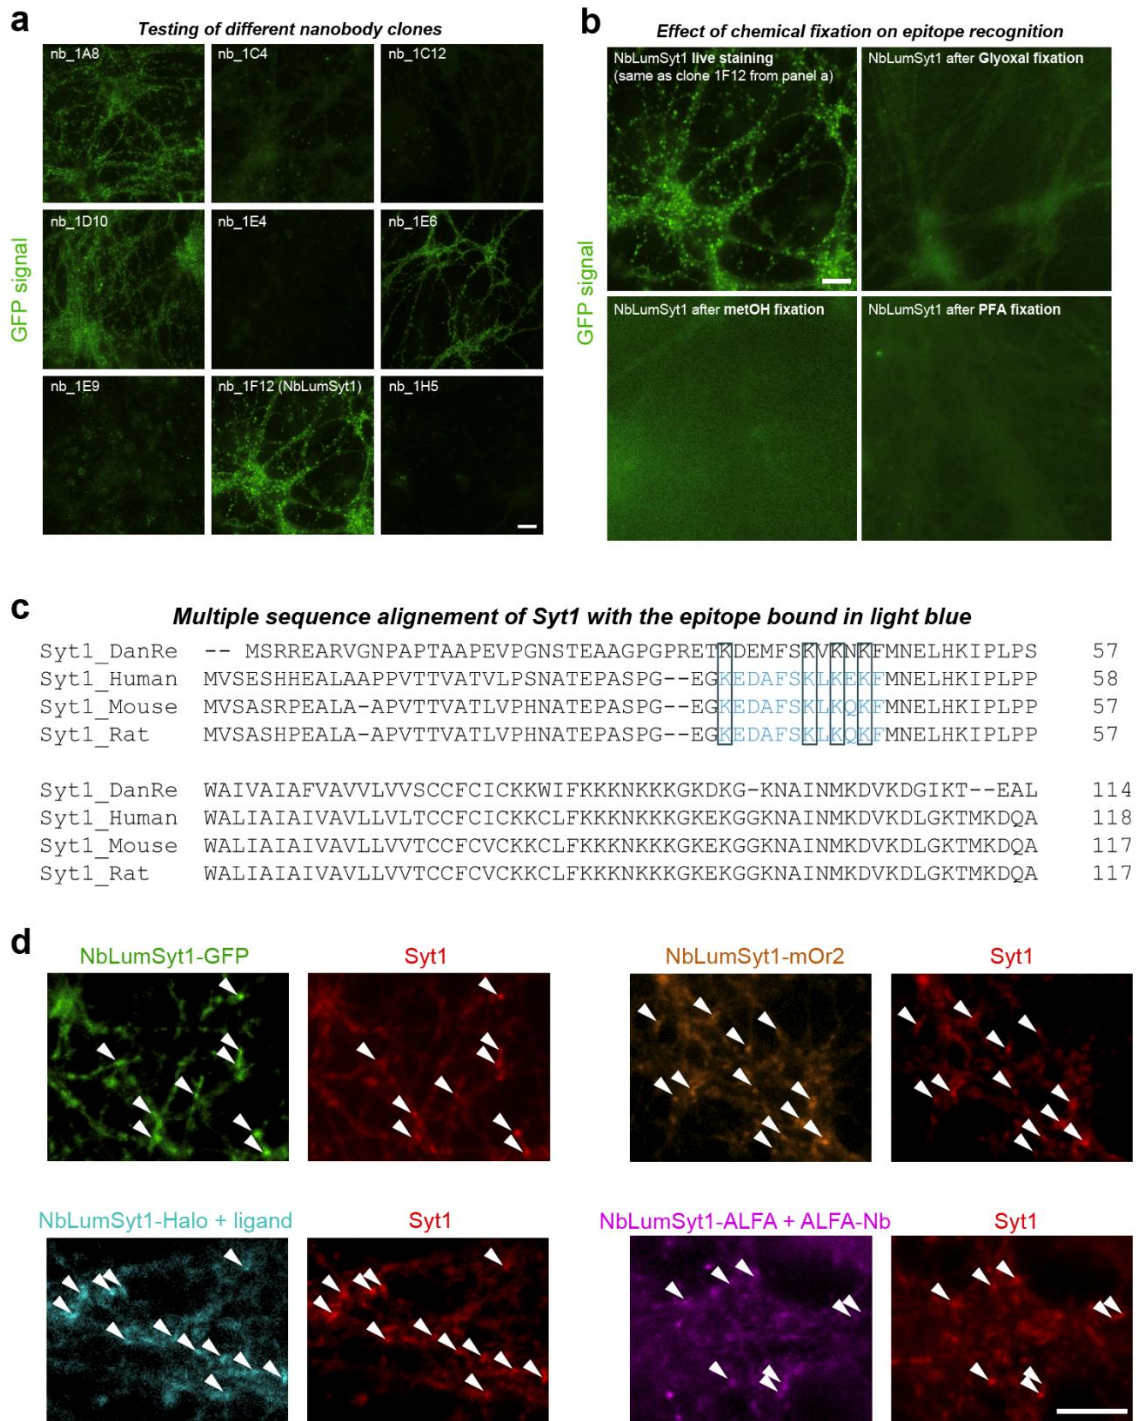 a
Testing of different nanobody clones
nb_1A8
nb_1C4
nb_1C12
nb_1D10
nb_1E4
nb_1E6
nb_1E9
nb_1F12 (NbLumSyt1)
nb_1H5
GFP signal
b
Effect of chemical fixation on epitope recognition
NbLumSyt1 live staining
(same as clone 1F12 from panel a)
NbLumSyt1 after Glyoxal fixation
NbLumSyt1 after metOH fixation
NbLumSyt1 after PFA fixation
GFP signal
c
Multiple sequence alignement of Syt1 with the epitope bound in light blue
Syt1_DanRe -- MSRREARVGNPAPTAAPEVPGNSTEAAGPGPRETKDEMFSKVKNKFMNELHKIPLPS 57
Syt1_Human MVSESHHEALAAPPVTTVATVLPSNATEPASPG--EGKEDAFSKLKEKFMNELHKIPLPP 58
Syt1_Mouse MVSASRPEALA-APVTTVATLVPHNATEPASPG--EGKEDAFSKLKQKFMNELHKIPLPP 57
Syt1_Rat MVSASHPEALA-APVTTVATLVPHNATEPASPG--EGKEDAFSKLKQKFMNELHKIPLPP 57
Syt1_DanRe WAIVAIAFVAVVLVVSCCFCICKKWIFKKKNKKKGKDKG-KNAINMKDVKDGIKT--EAL 114
Syt1_Human WALIAIAIVAVLLVLTCCFCICKKCLFKKKNKKKGKEKGGKNAINMKDVKDLGKTMKDQA 118
Syt1_Mouse WALIAIAIVAVLLVVTCCFCVCKKCLFKKKNKKKGKEKGGKNAINMKDVKDLGKTMKDQA 117
Syt1_Rat WALIAIAIVAVLLVVTCCFCVCKKCLFKKKNKKKGKEKGGKNAINMKDVKDLGKTMKDQA 117
d
NbLumSyt1-GFP
Syt1
NbLumSyt1-mOr2
Syt1
NbLumSyt1-Halo + ligand
Syt1
NbLumSyt1-ALFA + ALFA-Nb
Syt1